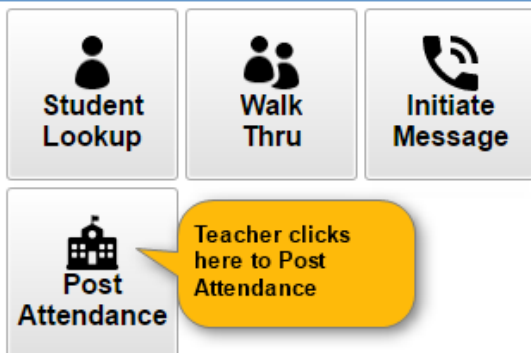 Student
Lookup
Walk
Thru
Initiate
Message
Post
Attendance
Teacher clicks
here to Post
Attendance